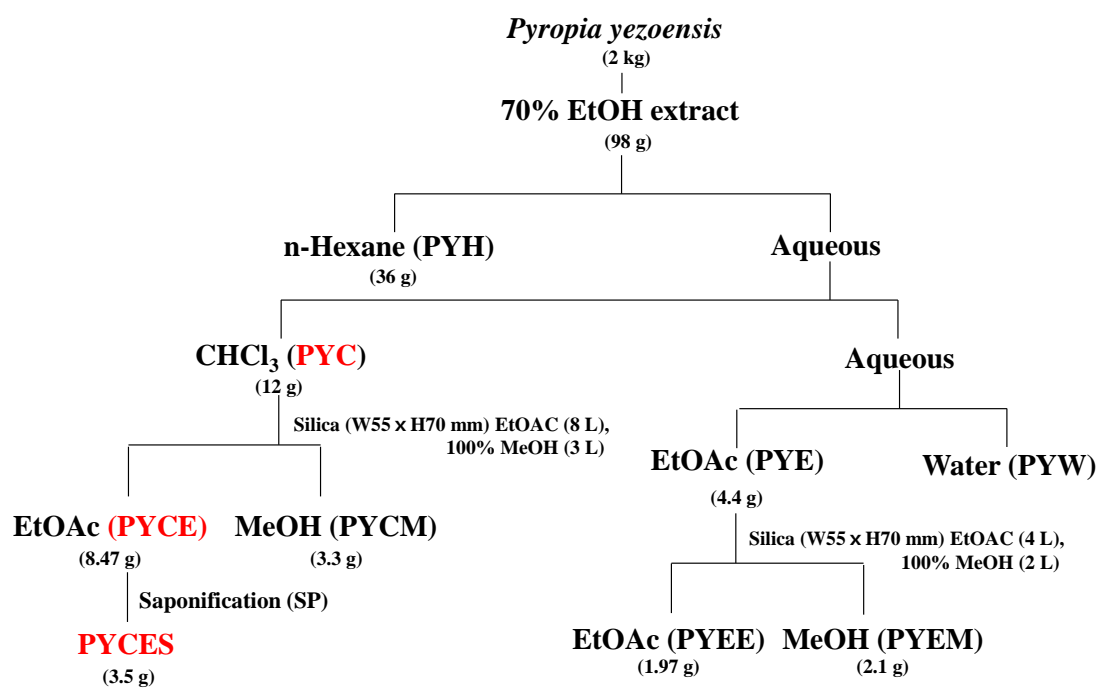 Pyropia yezoensis
(2 kg)
70% EtOH extract
(98 g)
n-Hexane (PYH)
(36 g)
Aqueous
CHCl₃ (PYC)
(12 g)
Aqueous
Silica (W55 x H70 mm) EtOAC (8 L),
100% MeOH (3 L)
EtOAc (PYE)
(4.4 g)
Water (PYW)
EtOAc (PYCE)
(8.47 g)
MeOH (PYCM)
(3.3 g)
Silica (W55 x H70 mm) EtOAC (4 L),
100% MeOH (2 L)
Saponification (SP)
PYCES
(3.5 g)
EtOAc (PYEE)
(1.97 g)
MeOH (PYEM)
(2.1 g)